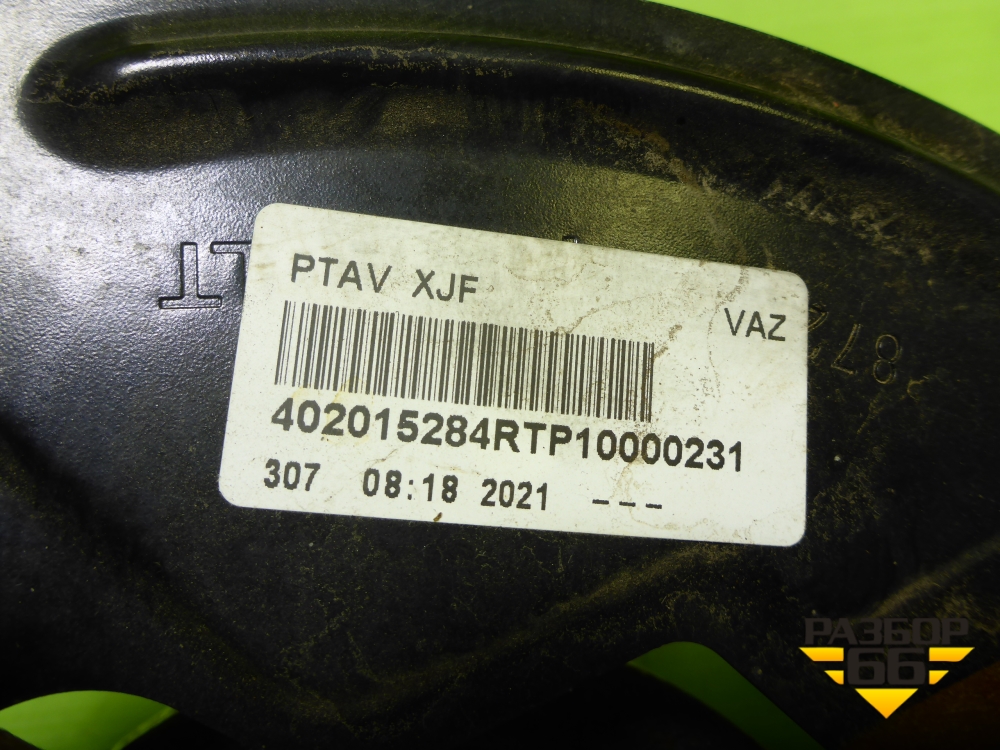 PTAV XJF
VAZ
402015284RTP10000231
307 08:18 2021 ---
РАЗБОР
66